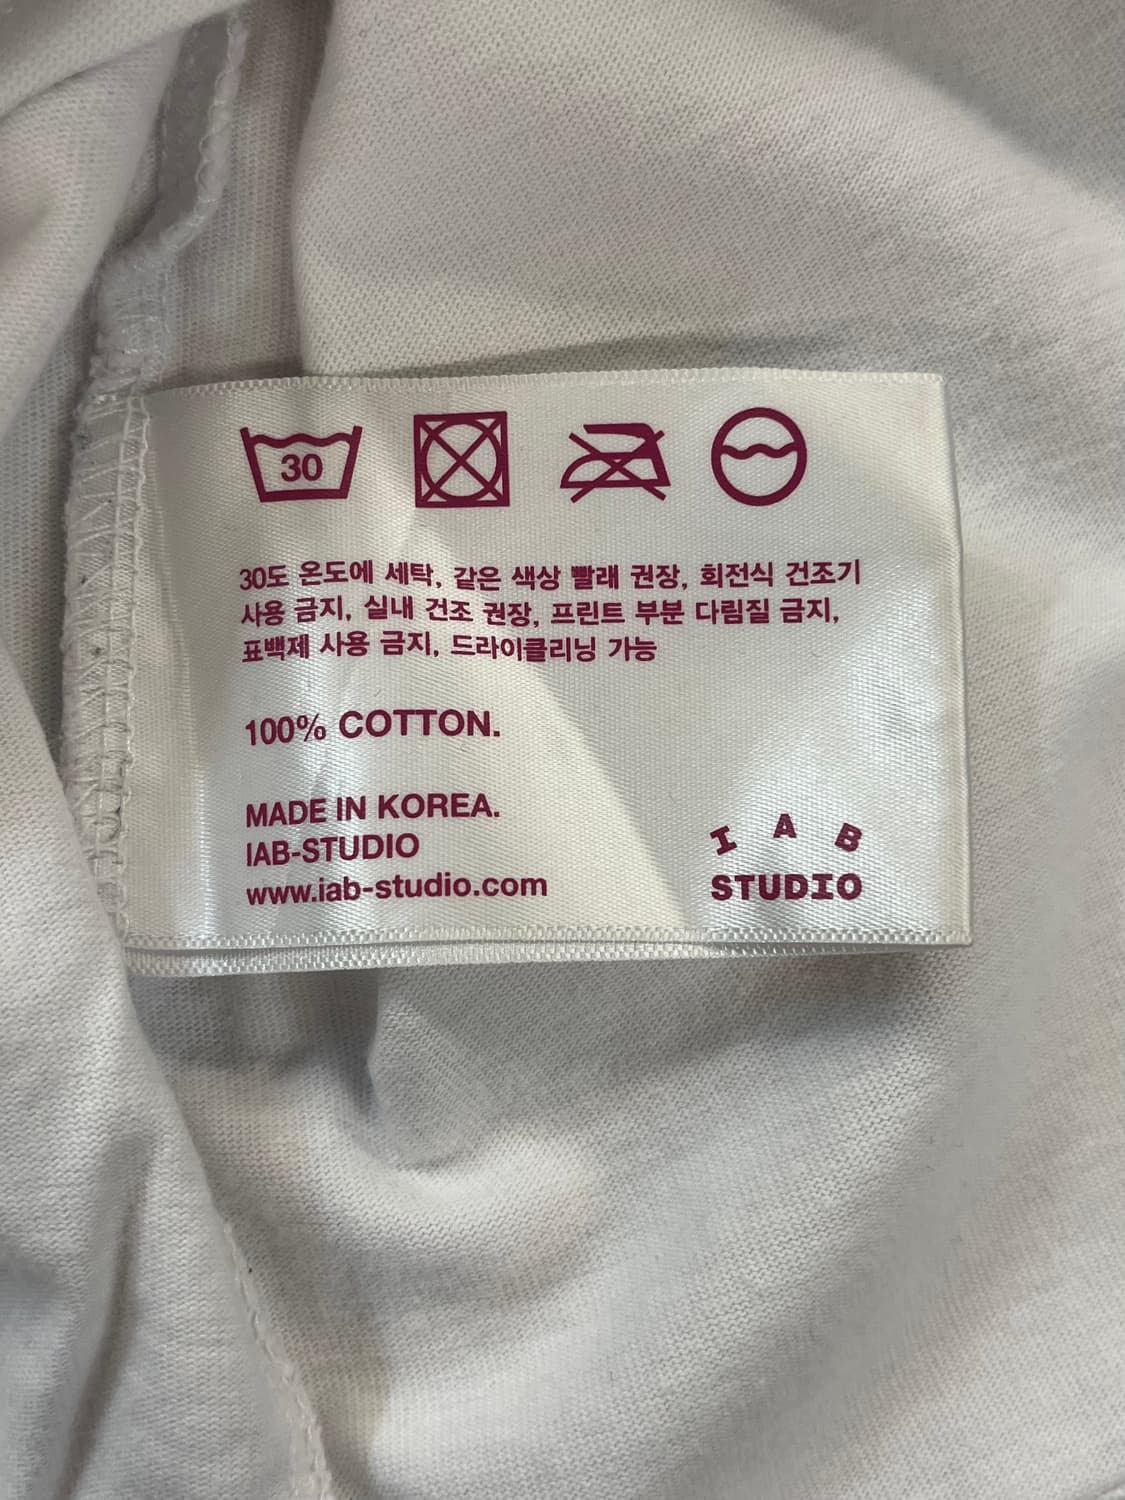 30
30도 온도에 세탁, 같은 색상 빨래 권장, 회전식 건조기
사용 금지, 실내 건조 권장, 프린트 부분 다림질 금지,
표백제 사용 금지, 드라이클리닝 가능
100% COTTON.
MADE IN KOREA.
IAB-STUDIO
www.iab-studio.com
I A B
STUDIO